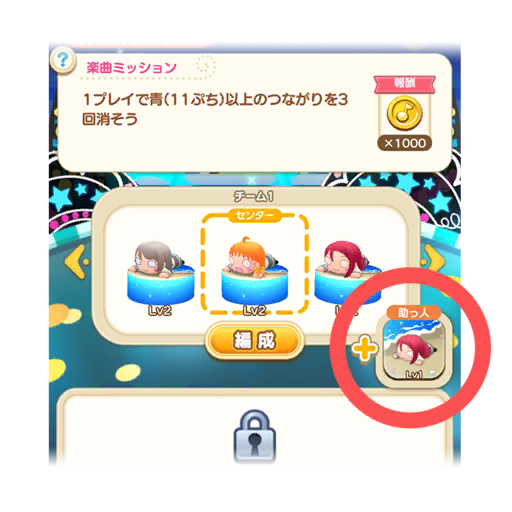 ?
楽曲ミッション
1プレイで青(11ぷち)以上のつながりを3
回消そう
報酬
×1000
チーム1
センター
Lv2
Lv2
編成
+
助っ人
Lv1